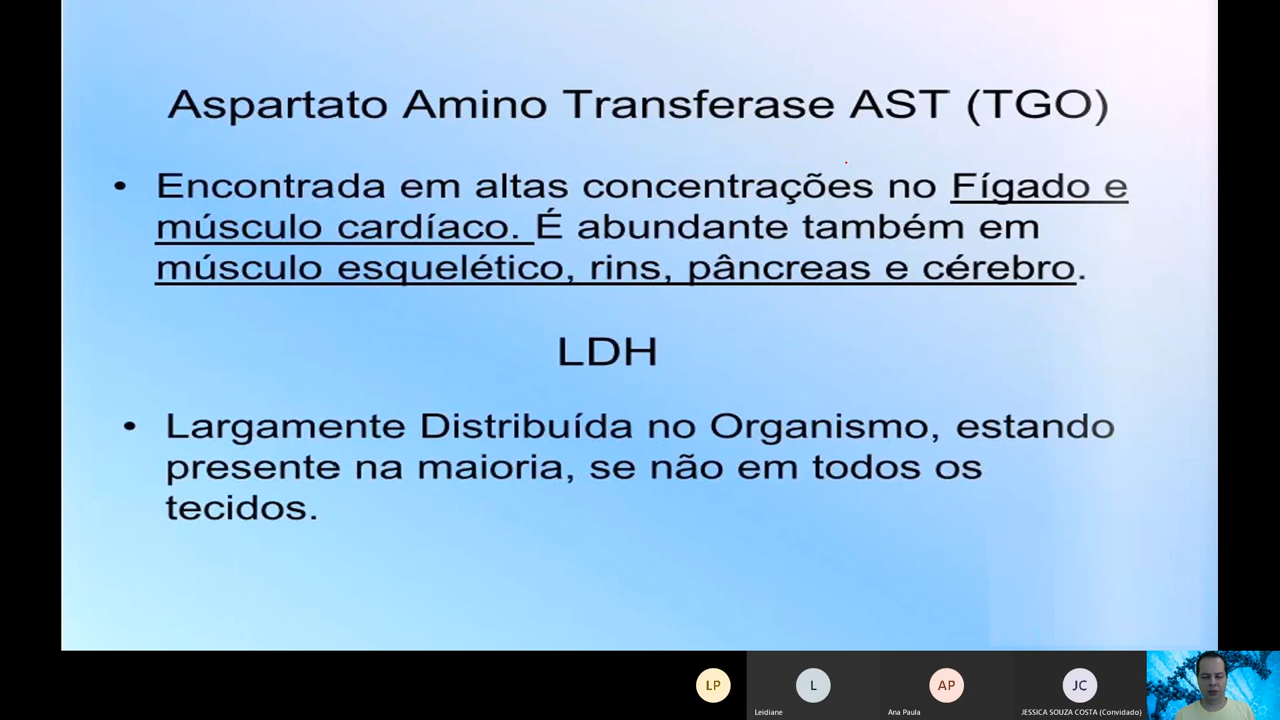 Aspartato Amino Transferase AST (TGO)
• Encontrada em altas concentrações no Fígado e
músculo cardíaco. É abundante também em
músculo esquelético, rins, pâncreas e cérebro.
LDH
• Largamente Distribuída no Organismo, estando
presente na maioria, se não em todos os
tecidos.
LP
L
AP
JC
Leidiane
Ana Paula
JESSICA SOUZA COSTA (Convidado)